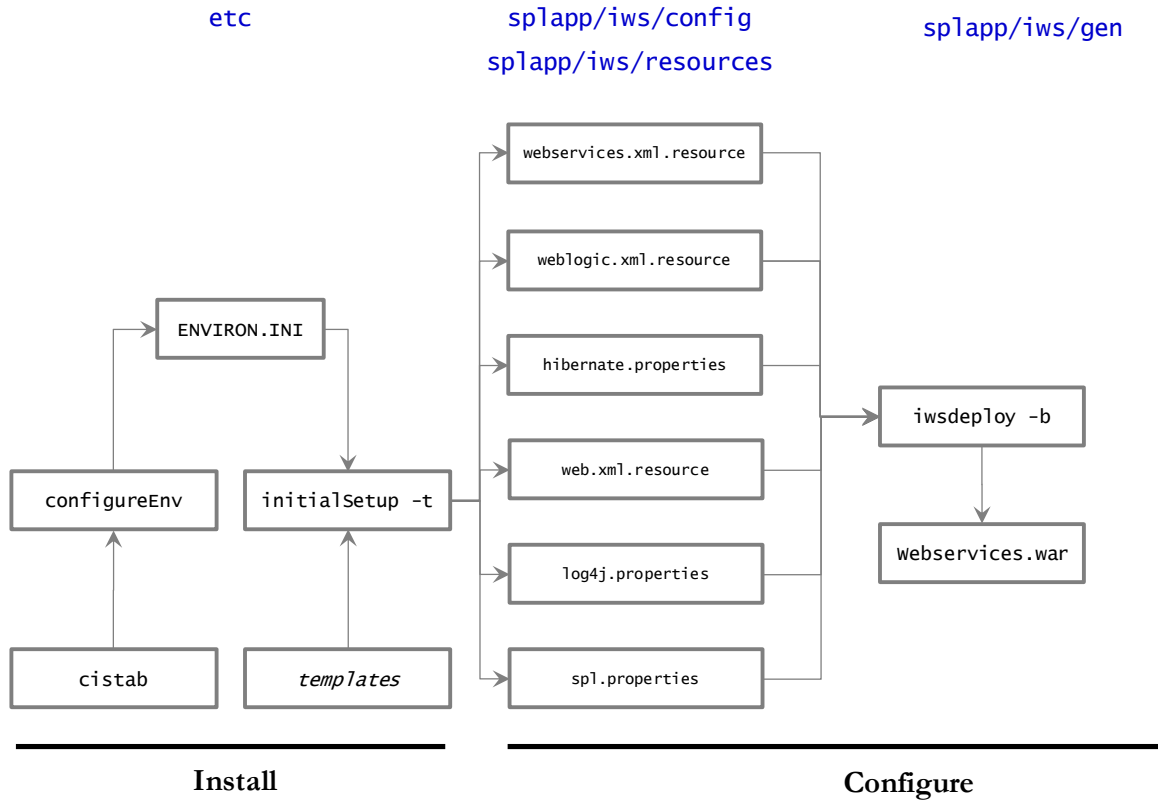 etc
splapp/iws/config
splapp/iws/gen
splapp/iws/resources
webservices.xml.resource
weblogic.xml.resource
ENVIRON.INI
hibernate.properties
iwsdeploy -b
configureEnv
initialSetup -t
web.xml.resource
Webservices.war
log4j.properties
cistab
templates
spl.properties
Install
Configure